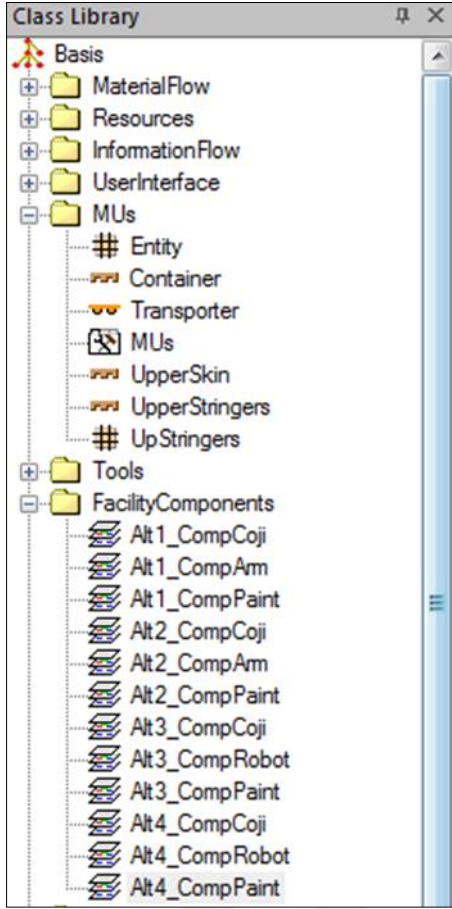 Class Library
Basis
MaterialFlow
Resources
InformationFlow
UserInterface
MUs
Entity
Container
Transporter
MUs
UpperSkin
UpperStringers
UpStringers
Tools
FacilityComponents
Alt1_CompCoji
Alt1_CompArm
Alt1_CompPaint
Alt2_CompCoji
Alt2_CompArm
Alt2_CompPaint
Alt3_CompCoji
Alt3_CompRobot
Alt3_CompPaint
Alt4_CompCoji
Alt4_CompRobot
Alt4_CompPaint